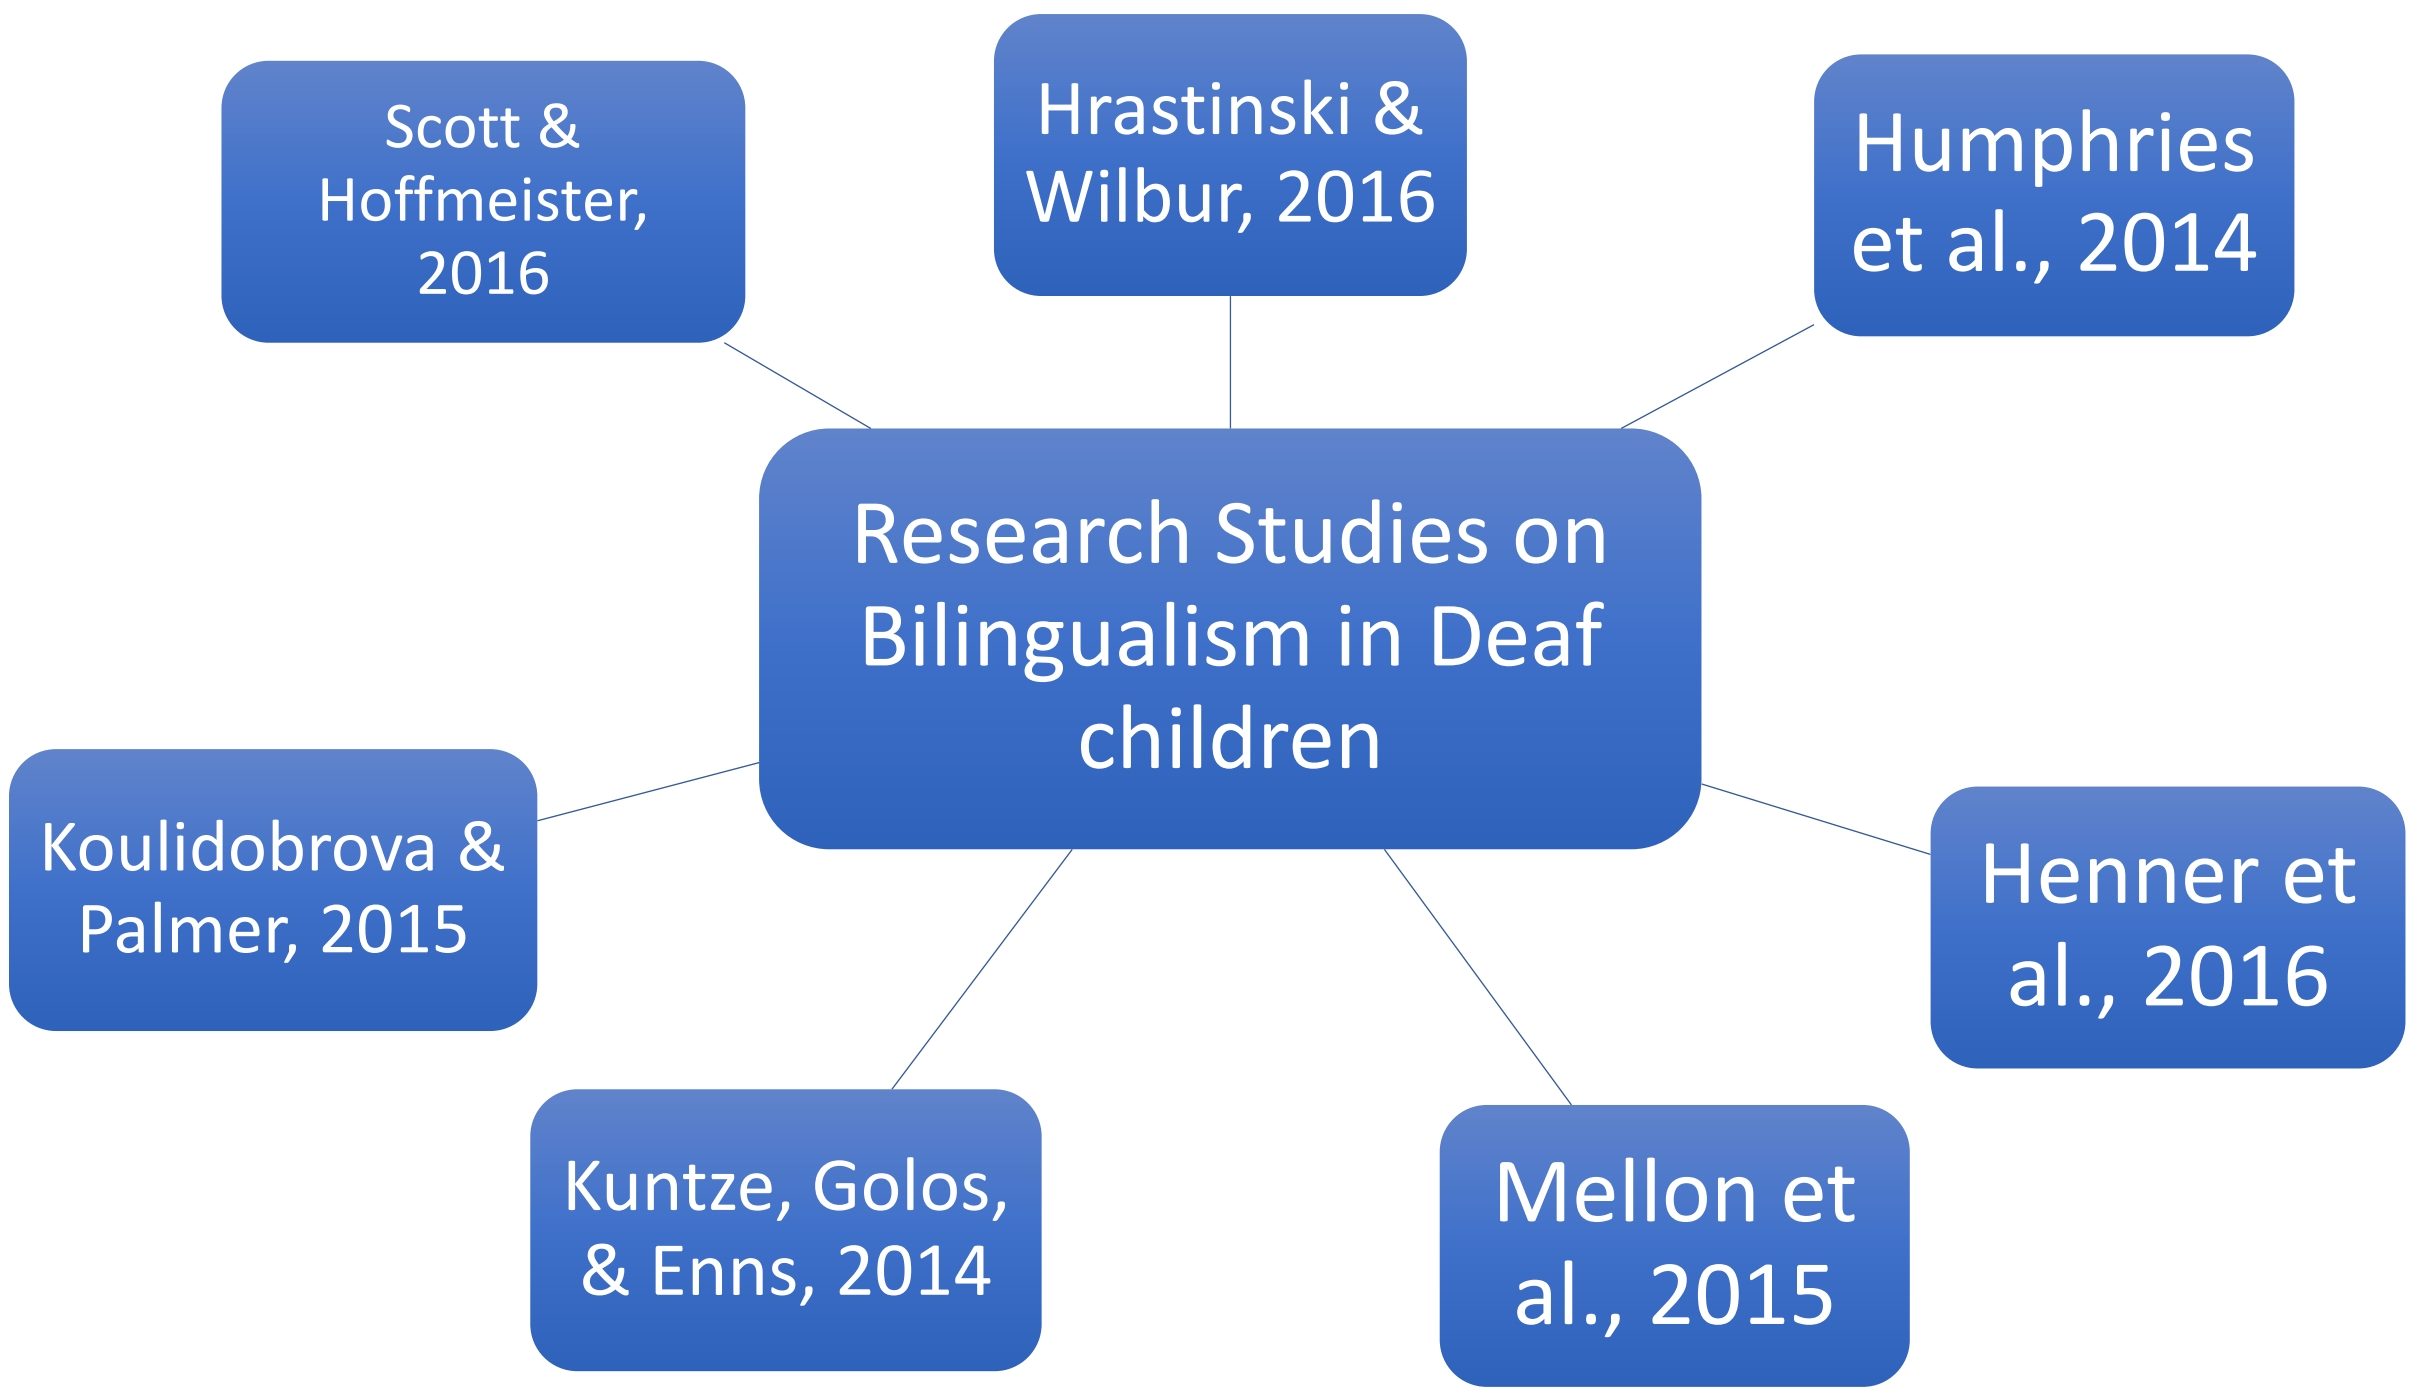 Scott &
Hoffmeister,
2016
Hrastinski &
Wilbur, 2016
Humphries
et al., 2014
Research Studies on
Bilingualism in Deaf
children
Koulidobrova &
Palmer, 2015
Henner et
al., 2016
Kuntze, Golos,
& Enns, 2014
Mellon et
al., 2015